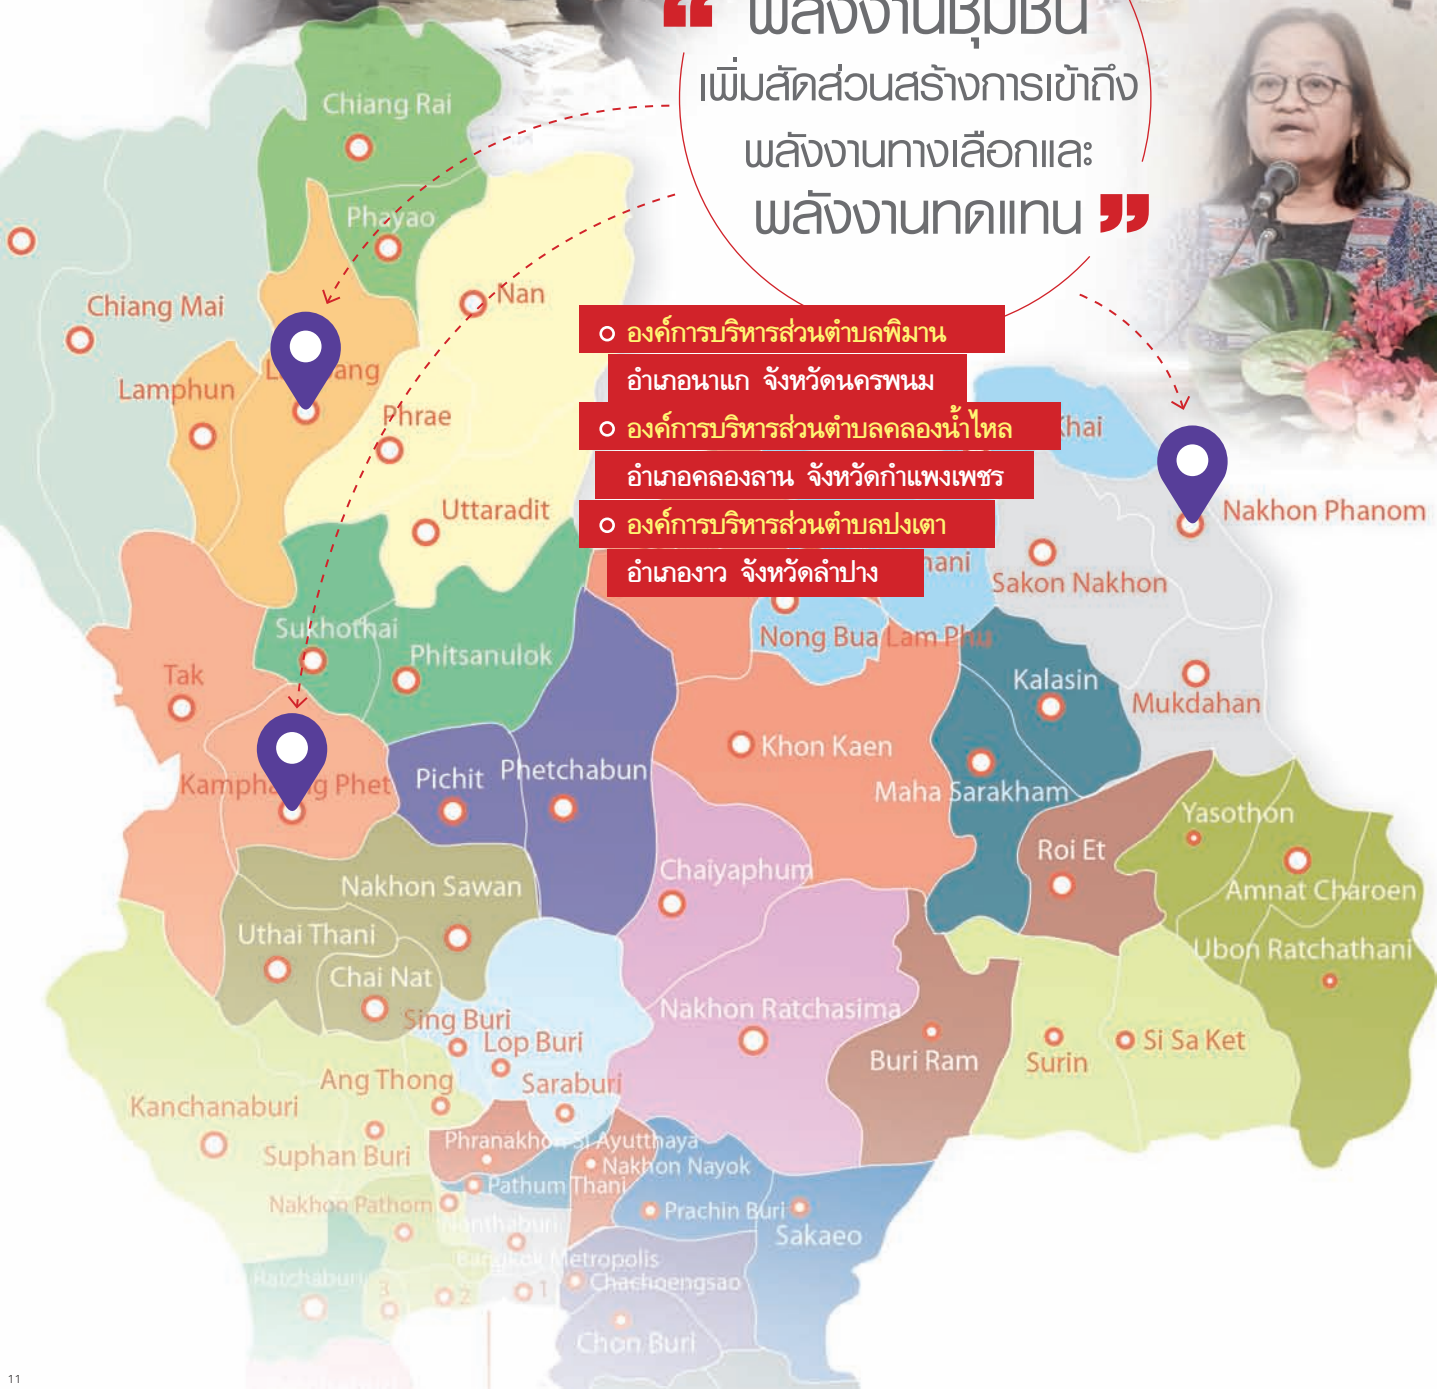 “ พลังงานชุมชน
เพิ่มสัดส่วนสร้างการเข้าถึง
พลังงานทางเลือกและ
พลังงานทดแทน ”
องค์การบริหารส่วนตำบลพิมาน
อำเภอนาแก จังหวัดนครพนม
องค์การบริหารส่วนตำบลคลองน้ำไหล
อำเภอคลองลาน จังหวัดกำแพงเพชร
องค์การบริหารส่วนตำบลปงเตา
อำเภองาว จังหวัดลำปาง
Chiang Rai
Phayao
Nan
Chiang Mai
Lamphun
Phrae
Uttaradit
Nakhon Phanom
Sakon Nakhon
Sukhothai
Phitsanulok
Nong Bua Lam Phu
Tak
Kalasin
Mukdahan
Khon Kaen
Pichit
Phetchabun
Maha Sarakham
Yasothon
Roi Et
Chaiyaphum
Nakhon Sawan
Amnat Charoen
Uthai Thani
Ubon Ratchathani
Chai Nat
Nakhon Ratchasima
Sing Buri
Lop Buri
Si Sa Ket
Buri Ram
Surin
Ang Thong
Saraburi
Kanchanaburi
Suphan Buri
Phranakhon Si Ayutthaya
Nakhon Nayok
Pathum Thani
Nakhon Pathom
Prachin Buri
Nonthaburi
Sakaeo
Bangkok Metropolis
Ratchaburi
Chachoengsao
3
2
1
Chon Buri
11